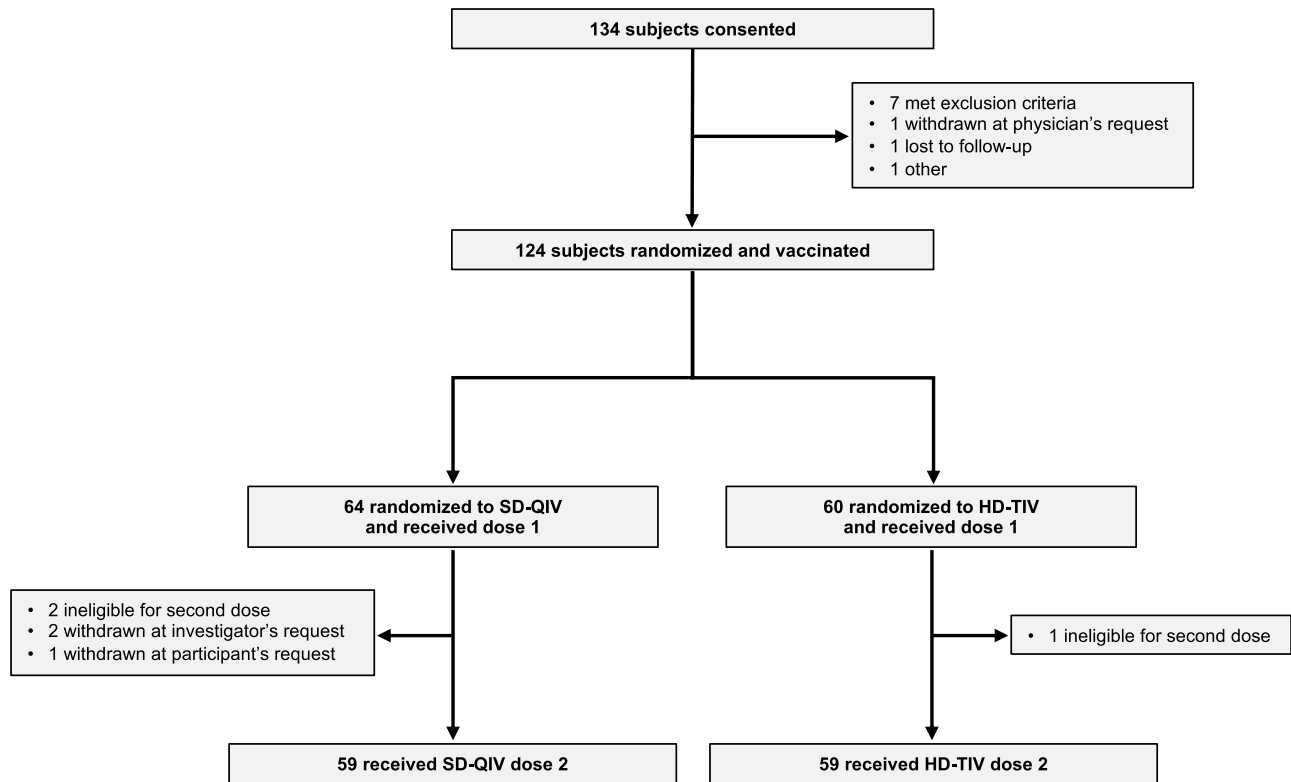 134 subjects consented
• 7 met exclusion criteria
• 1 withdrawn at physician’s request
• 1 lost to follow-up
• 1 other
124 subjects randomized and vaccinated
64 randomized to SD-QIV
and received dose 1
60 randomized to HD-TIV
and received dose 1
• 2 ineligible for second dose
• 2 withdrawn at investigator’s request
• 1 withdrawn at participant’s request
• 1 ineligible for second dose
59 received SD-QIV dose 2
59 received HD-TIV dose 2